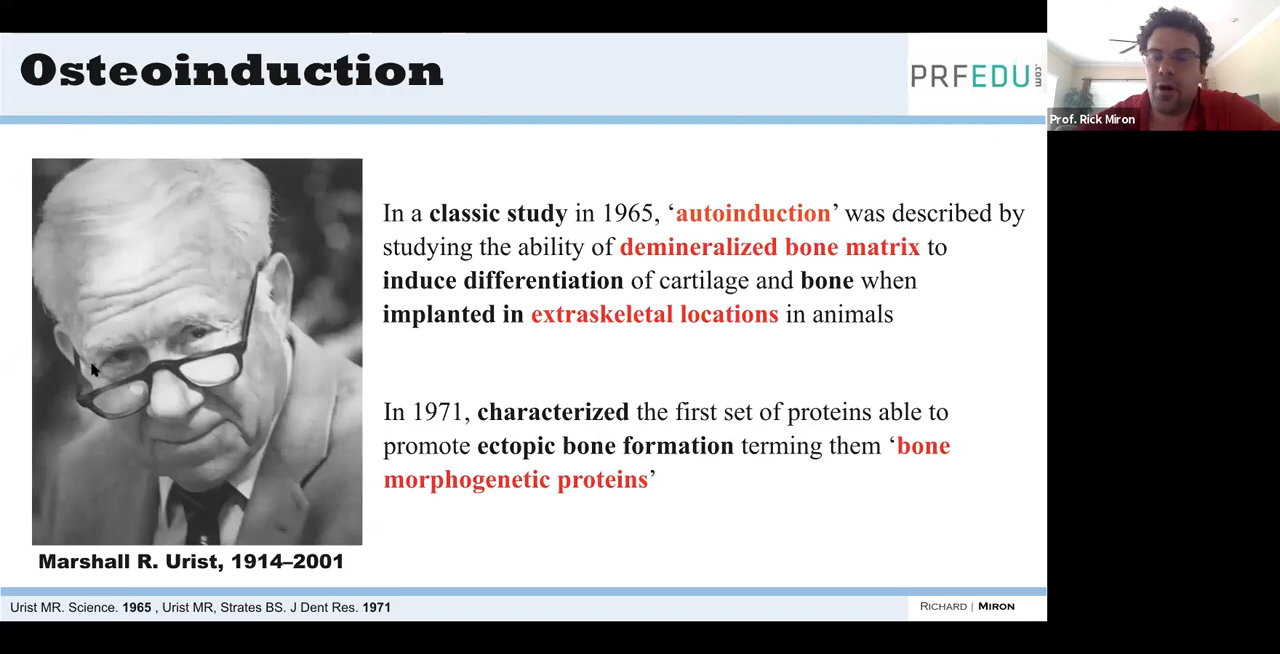 Osteoinduction
PRFEDU
.com
Prof. Rick Miron
In a classic study in 1965, ‘autoinduction’ was described by
studying the ability of demineralized bone matrix to
induce differentiation of cartilage and bone when
implanted in extraskeletal locations in animals
In 1971, characterized the first set of proteins able to
promote ectopic bone formation terming them ‘bone
morphogenetic proteins’
Marshall R. Urist, 1914–2001
Urist MR. Science. 1965 , Urist MR, Strates BS. J Dent Res. 1971
RICHARD | MIRON